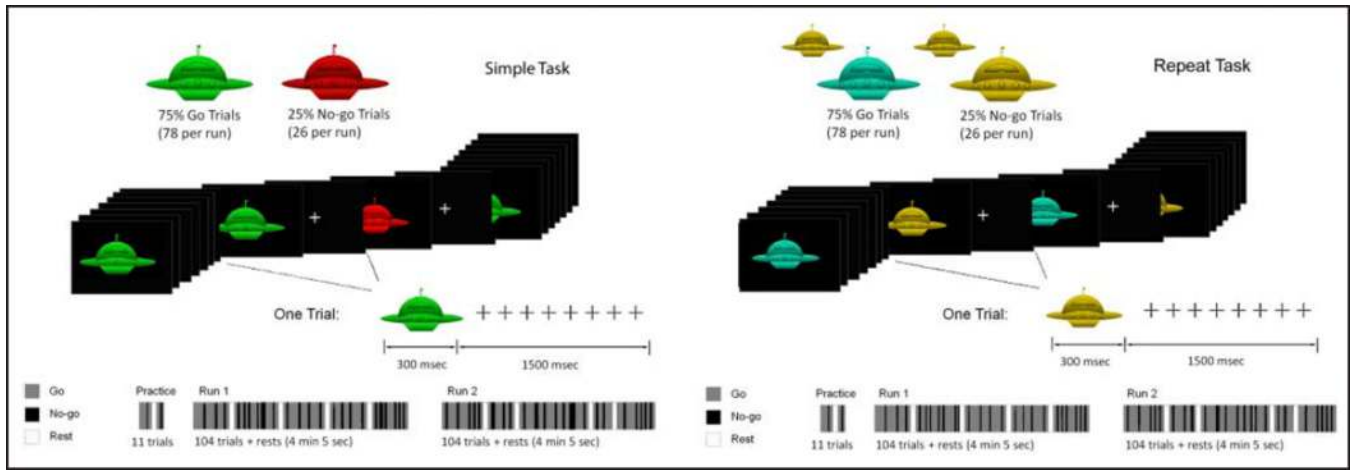 Simple Task
75% Go Trials
(78 per run)
25% No-go Trials
(26 per run)
One Trial:
300 msec
1500 msec
Go
No-go
Rest
Practice
Run 1
Run 2
11 trials
104 trials + rests (4 min 5 sec)
104 trials + rests (4 min 5 sec)
Repeat Task
75% Go Trials
(78 per run)
25% No-go Trials
(26 per run)
One Trial:
300 msec
1500 msec
Go
No-go
Rest
Practice
Run 1
Run 2
11 trials
104 trials + rests (4 min 5 sec)
104 trials + rests (4 min 5 sec)